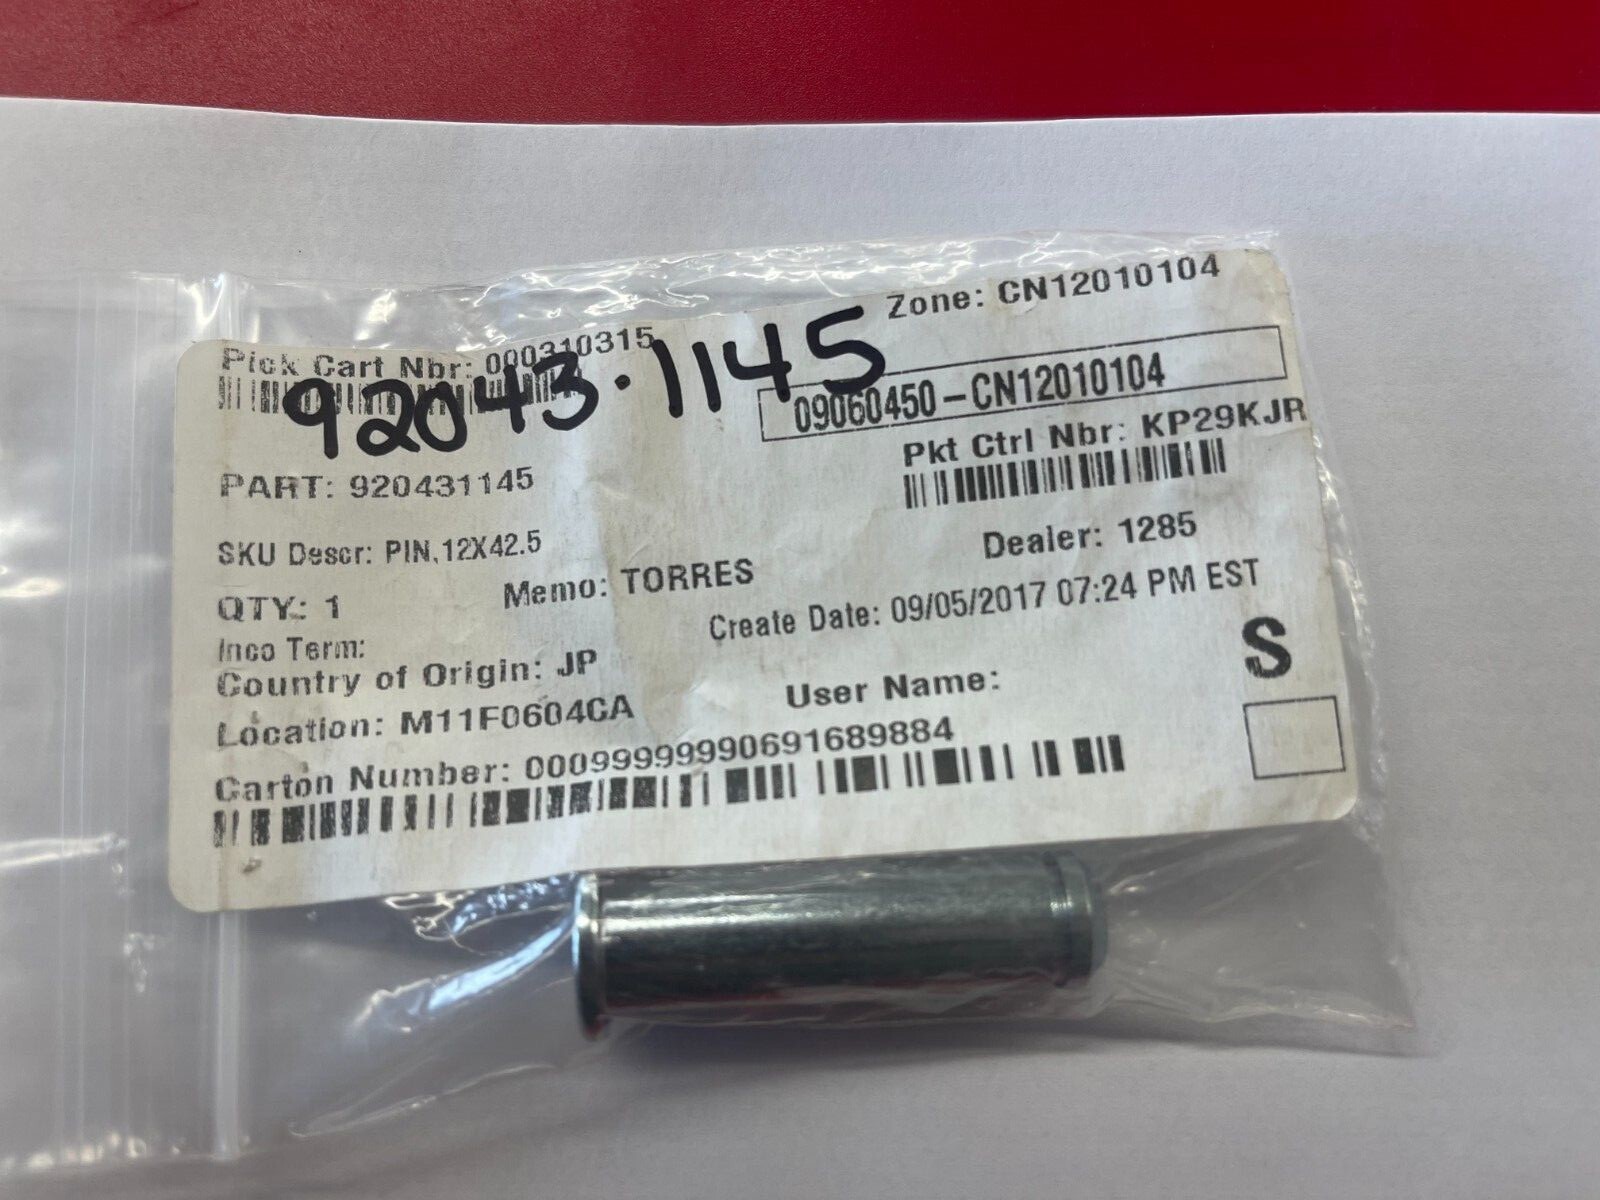 Zone: CN12010104
Pick Cart Nbr: 000310315
92043.1145
09060450-CN12010104
Pkt Ctrl Nbr: KP29KJR
PART: 920431145
Dealer: 1285
SKU Descr: PIN,12X42.5
Memo: TORRES
QTY: 1
Create Date: 09/05/2017 07:24 PM EST
Inco Term:
S
Country of Origin: JP
User Name:
Location: M11F0604CA
Carton Number: 00099999990691689884